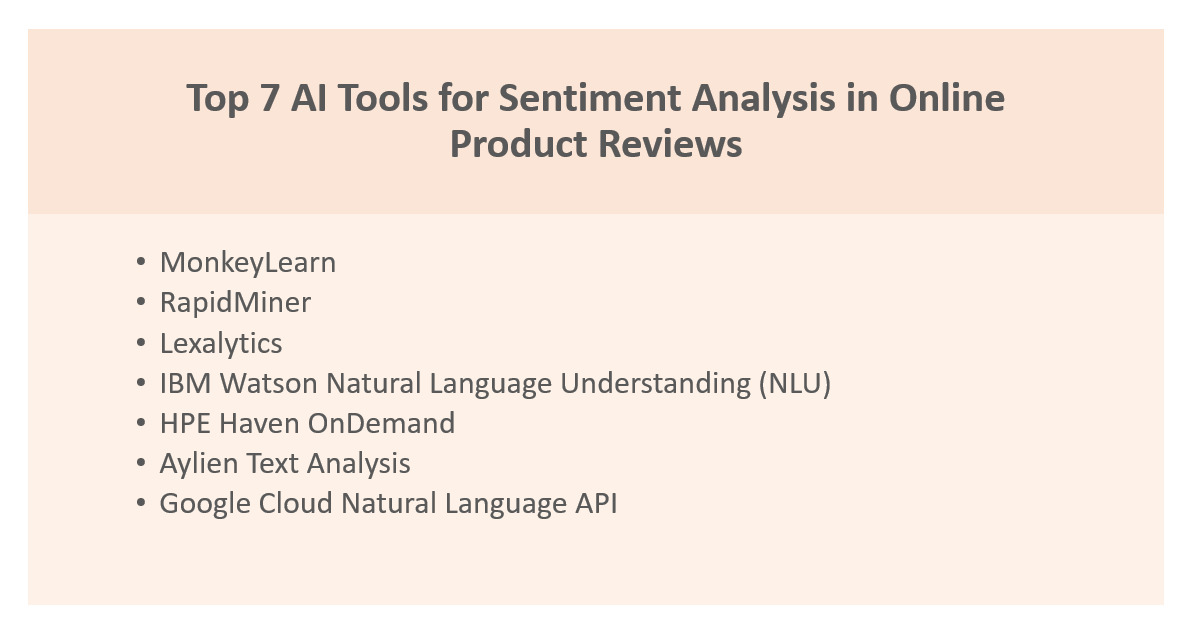 Top 7 AI Tools for Sentiment Analysis in Online
Product Reviews
• MonkeyLearn
• RapidMiner
• Lexalytics
• IBM Watson Natural Language Understanding (NLU)
• HPE Haven OnDemand
• Aylien Text Analysis
• Google Cloud Natural Language API